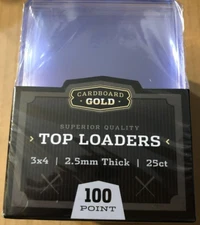 CARDBOARD
GOLD
SUPERIOR QUALITY
TOP LOADERS
3x4 | 2.5mm Thick | 25ct
100
POINT